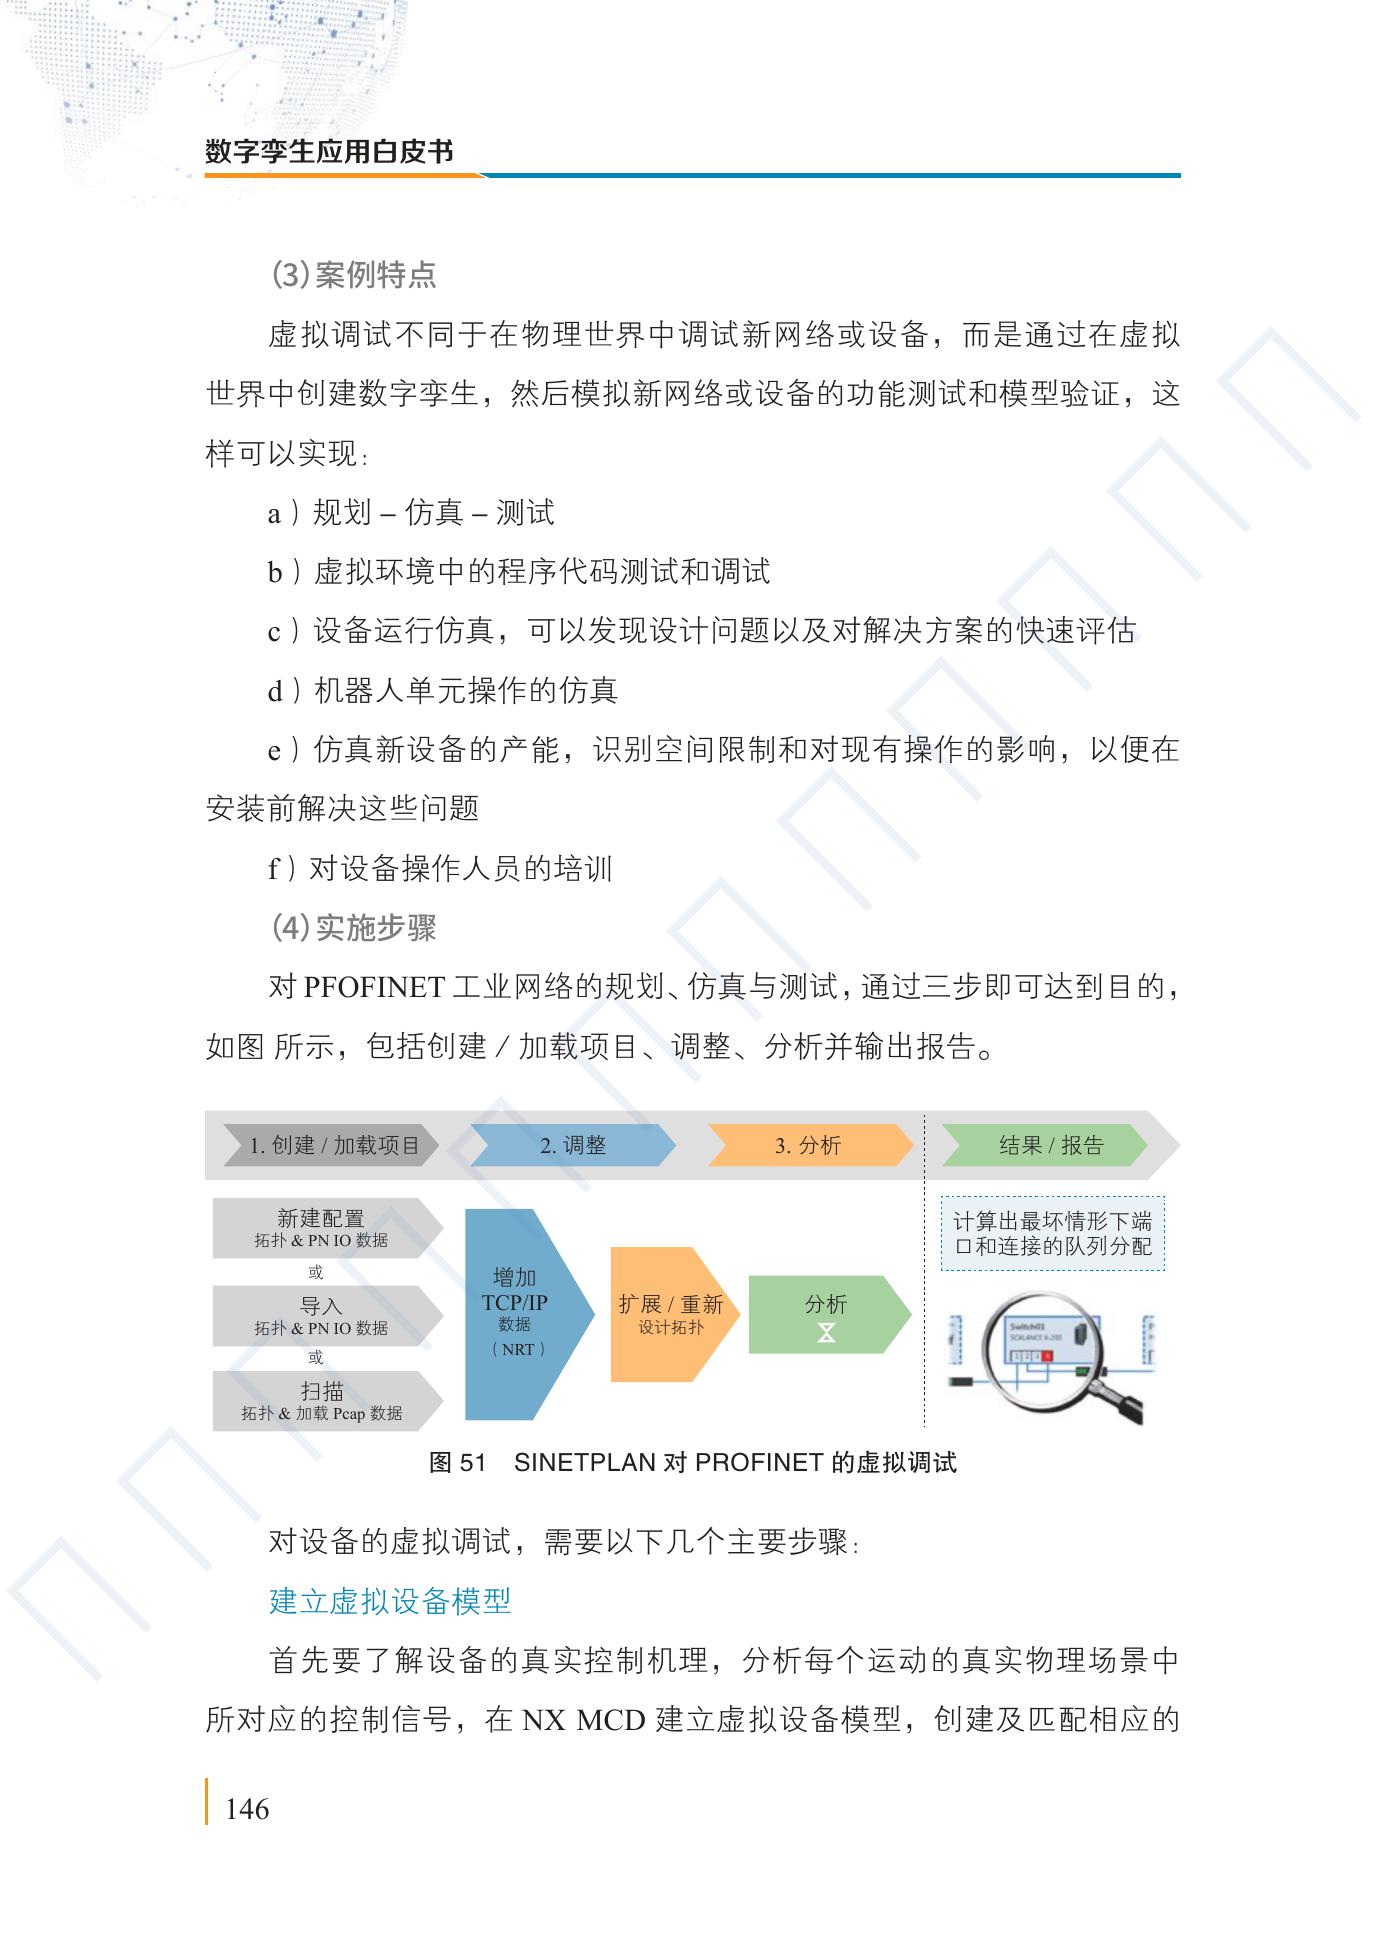 数字孪生应用白皮书
（3）案例特点
虚拟调试不同于在物理世界中调试新网络或设备，而是通过在虚拟
世界中创建数字孪生，然后模拟新网络或设备的功能测试和模型验证，这
样可以实现：
a）规划 – 仿真 – 测试
b）虚拟环境中的程序代码测试和调试
c）设备运行仿真，可以发现设计问题以及对解决方案的快速评估
d）机器人单元操作的仿真
e）仿真新设备的产能，识别空间限制和对现有操作的影响，以便在
安装前解决这些问题
f）对设备操作人员的培训
（4）实施步骤
对 PFOFINET 工业网络的规划、仿真与测试，通过三步即可达到目的，
如图 所示，包括创建 / 加载项目、调整、分析并输出报告。
1. 创建 / 加载项目
2. 调整
3. 分析
结果 / 报告
新建配置
拓扑 & PN IO 数据
或
导入
拓扑 & PN IO 数据
或
扫描
拓扑 & 加载 Pcap 数据
增加
TCP/IP
数据
（NRT）
扩展 / 重新
设计拓扑
分析
计算出最坏情形下端
口和连接的队列分配
Switch01
SCALANCE X-200
图 51 SINETPLAN 对 PROFINET 的虚拟调试
对设备的虚拟调试，需要以下几个主要步骤：
建立虚拟设备模型
首先要了解设备的真实控制机理，分析每个运动的真实物理场景中
所对应的控制信号，在 NX MCD 建立虚拟设备模型，创建及匹配相应的
146